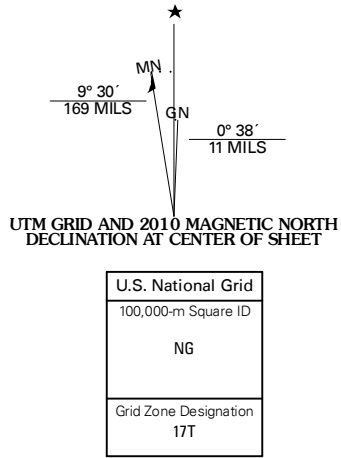 ★
MN
GN
9° 30´
169 MILS
0° 38´
11 MILS
UTM GRID AND 2010 MAGNETIC NORTH
DECLINATION AT CENTER OF SHEET
U.S. National Grid
100,000-m Square ID
NG
Grid Zone Designation
17T